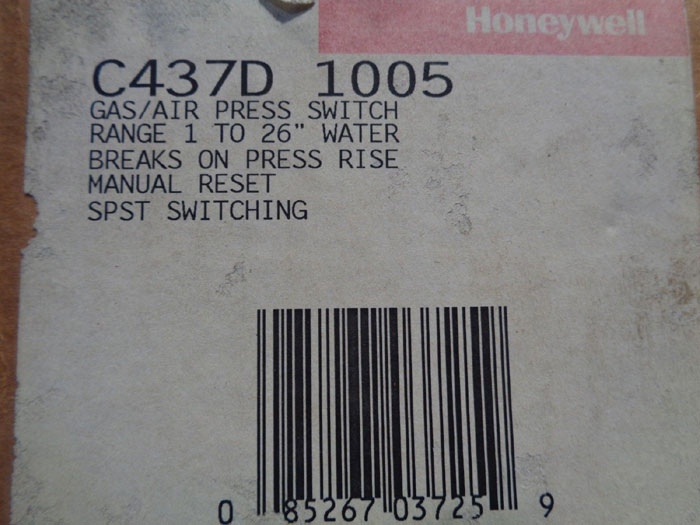 Honeywell
C437D 1005
GAS/AIR PRESS SWITCH
RANGE 1 TO 26" WATER
BREAKS ON PRESS RISE
MANUAL RESET
SPST SWITCHING
0 85267 03725 9